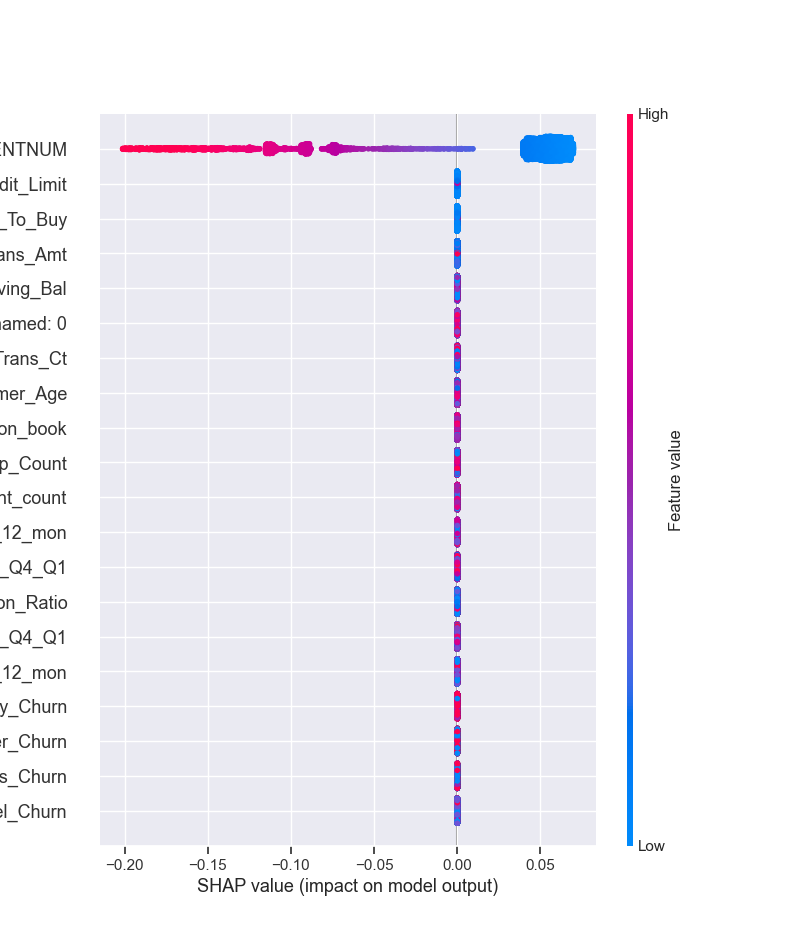 High
ENTNUM
dit_Limit
_To_Buy
ans_Amt
ving_Bal
named: 0
Trans_Ct
mer_Age
on_book
p_Count
nt_count
_12_mon
_Q4_Q1
on_Ratio
_Q4_Q1
_12_mon
y_Churn
er_Churn
s_Churn
el_Churn
Feature value
Low
−0.20 −0.15 −0.10 −0.05 0.00 0.05
SHAP value (impact on model output)